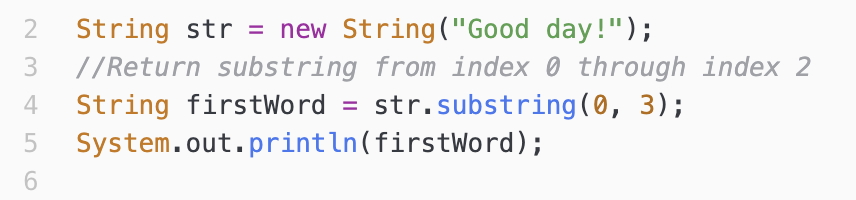 2 String str = new String("Good day!");
3 //Return substring from index 0 through index 2
4 String firstWord = str.substring(0, 3);
5 System.out.println(firstWord);
6